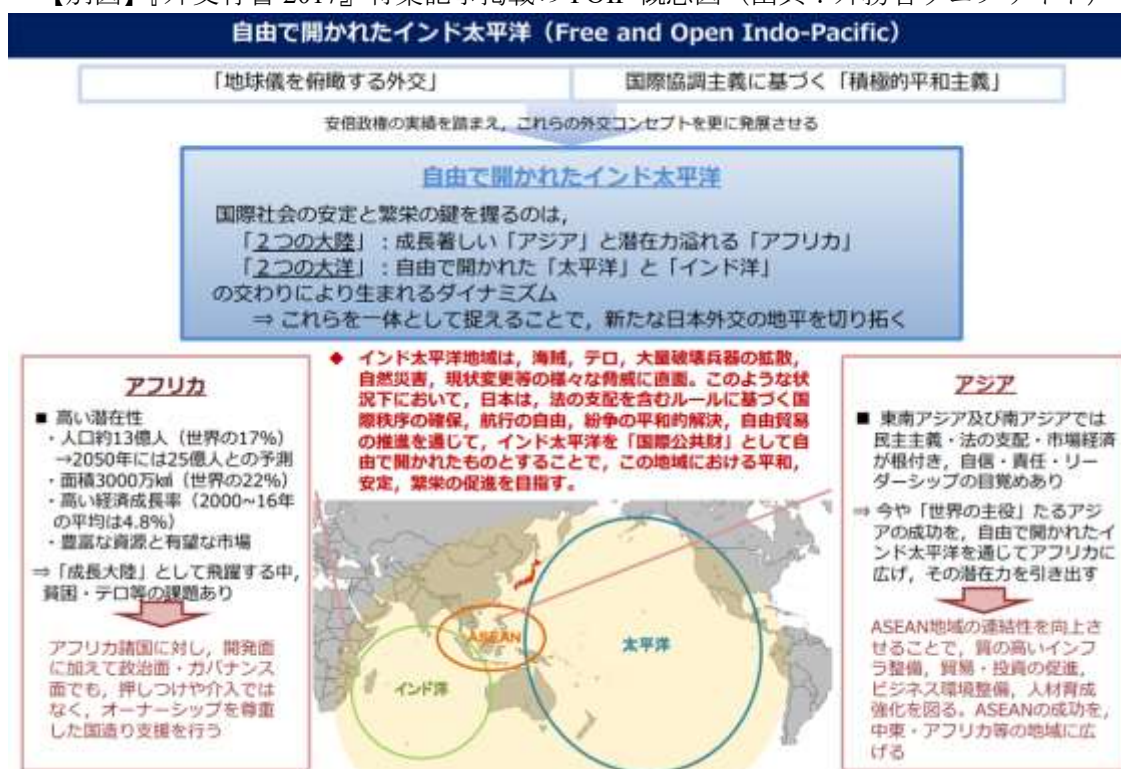 【別図】『外交青書 2017』特集記事掲載の FOIP 概念図（出典：外務省ウェブサイト）
自由で開かれたインド太平洋（Free and Open Indo-Pacific）
「地球儀を俯瞰する外交」
国際協調主義に基づく「積極的平和主義」
安倍政権の実績を踏まえ，これらの外交コンセプトを更に発展させる
自由で開かれたインド太平洋
国際社会の安定と繁栄の鍵を握るのは，
「２つの大陸」：成長著しい「アジア」と潜在力溢れる「アフリカ」
「２つの大洋」：自由で開かれた「太平洋」と「インド洋」
の交わりにより生まれるダイナミズム
⇒ これらを一体として捉えることで，新たな日本外交の地平を切り拓く
アフリカ
■ 高い潜在性
・人口約13億人（世界の17%）
→2050年には25億人との予測
・面積3000万㎢（世界の22%）
・高い経済成長率（2000~16年
の平均は4.8%）
・豊富な資源と有望な市場
⇒「成長大陸」として飛躍する中，
貧困・テロ等の課題あり
アフリカ諸国に対し，開発面
に加えて政治面・ガバナンス
面でも，押しつけや介入では
なく，オーナーシップを尊重
した国造り支援を行う
◆ インド太平洋地域は，海賊，テロ，大量破壊兵器の拡散，
自然災害，現状変更等の様々な脅威に直面。このような状
況下において，日本は，法の支配を含むルールに基づく国
際秩序の確保，航行の自由，紛争の平和的解決，自由貿易
の推進を通じて，インド太平洋を「国際公共財」として自
由で開かれたものとすることで，この地域における平和，
安定，繁栄の促進を目指す。
ASEAN
太平洋
インド洋
アジア
■ 東南アジア及び南アジアでは
民主主義・法の支配・市場経済
が根付き，自信・責任・リー
ダーシップの目覚めあり
⇒ 今や「世界の主役」たるアジ
アの成功を，自由で開かれたイ
ンド太平洋を通じてアフリカに
広げ，その潜在力を引き出す
ASEAN地域の連結性を向上さ
せることで，質の高いインフ
ラ整備，貿易・投資の促進，
ビジネス環境整備，人材育成
強化を図る。ASEANの成功を，
中東・アフリカ等の地域に広
げる